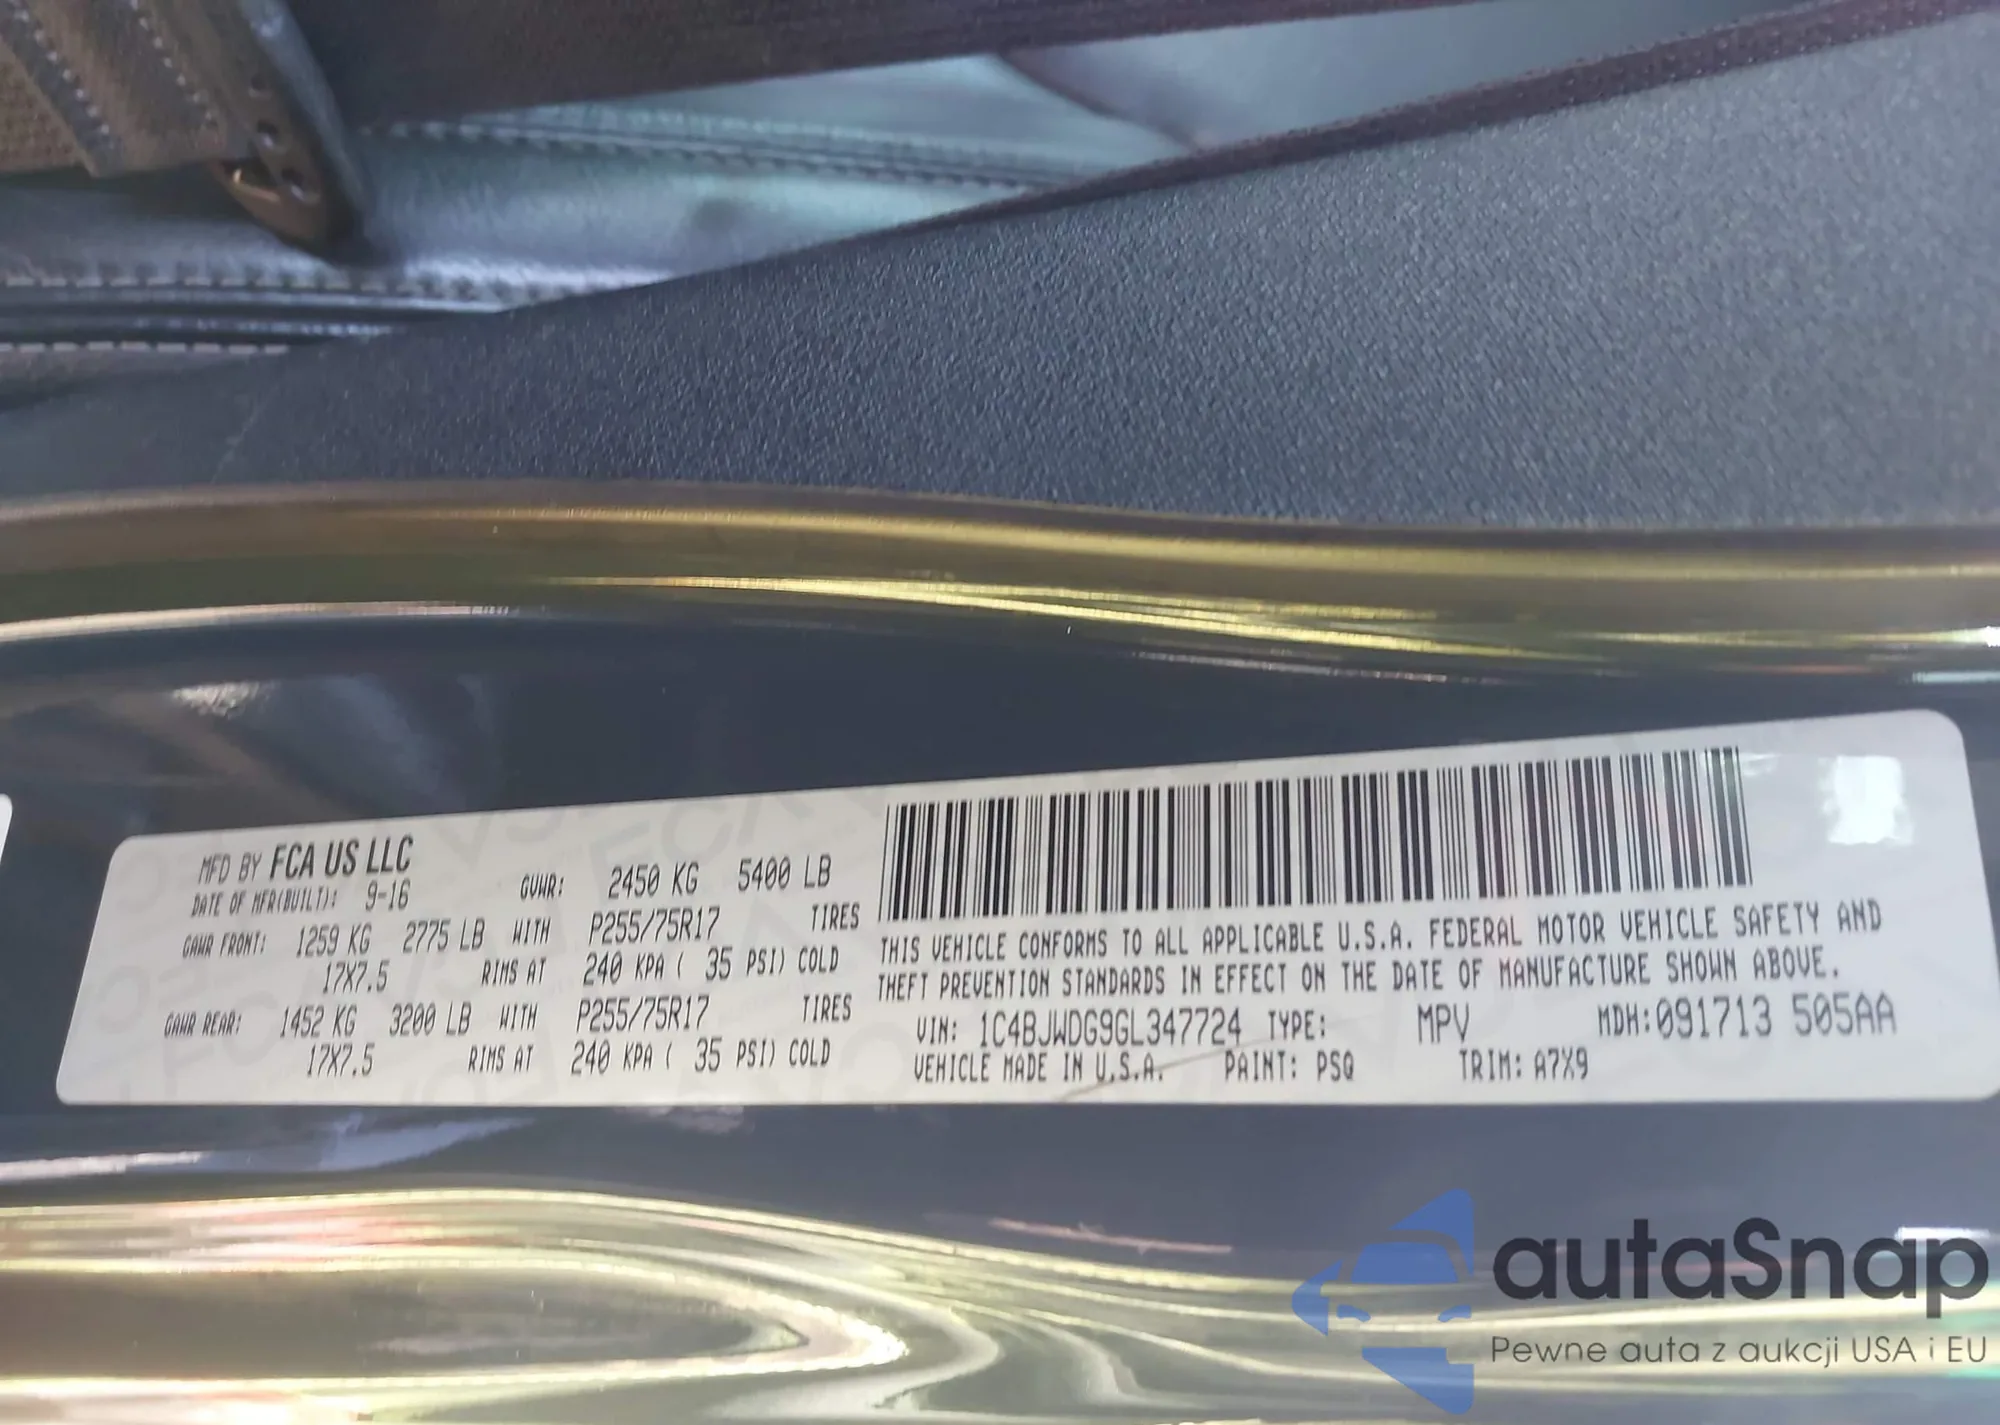 MFD BY FCA US LLC
DATE OF MFR(BUILT): 9-16 GVWR: 2450 KG 5400 LB
GAWR FRONT: 1259 KG 2775 LB WITH P255/75R17 TIRES
17X7.5 RIMS AT 240 KPA ( 35 PSI) COLD
GAWR REAR: 1452 KG 3200 LB WITH P255/75R17 TIRES
17X7.5 RIMS AT 240 KPA ( 35 PSI) COLD
THIS VEHICLE CONFORMS TO ALL APPLICABLE U.S.A. FEDERAL MOTOR VEHICLE SAFETY AND
THEFT PREVENTION STANDARDS IN EFFECT ON THE DATE OF MANUFACTURE SHOWN ABOVE.
VIN: 1C4BJWDG9GL347724 TYPE: MPV MDH:091713 505AA
VEHICLE MADE IN U.S.A. PAINT: PSQ TRIM: A7X9
autaSnap
Pewne auta z aukcji USA i EU